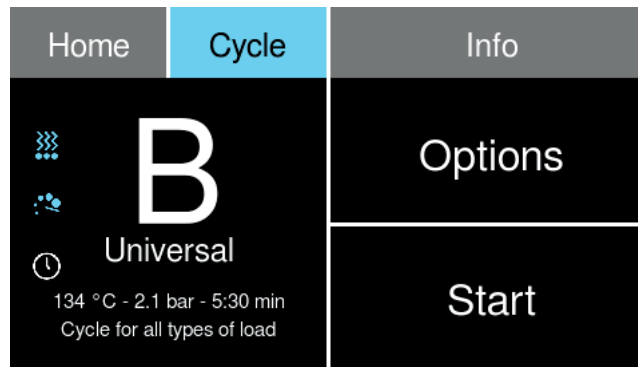 Home
Cycle
Info
B
Universal
134 °C - 2.1 bar - 5:30 min
Cycle for all types of load
Options
Start